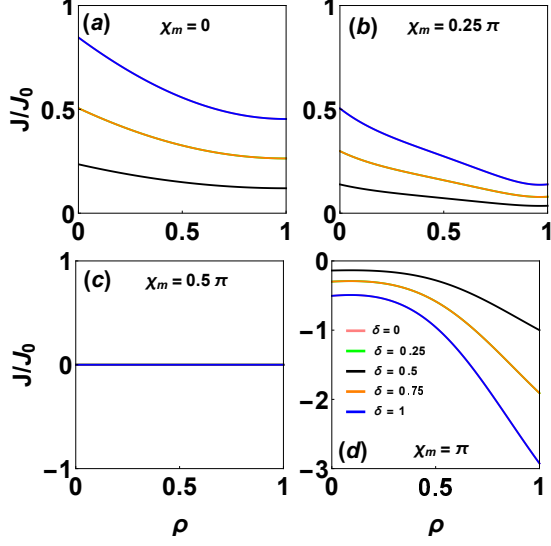 (a) χm = 0
1
0.5
0
0 0.5 1
J/J0
(b) χm = 0.25 π
1
0.5
0
0 0.5 1
(c) χm = 0.5 π
1
0
−1
0 0.5 1
J/J0
ρ
0
−1
−2
−3
δ = 0
δ = 0.25
δ = 0.5
δ = 0.75
δ = 1
(d) χm = π
0 0.5 1
ρ